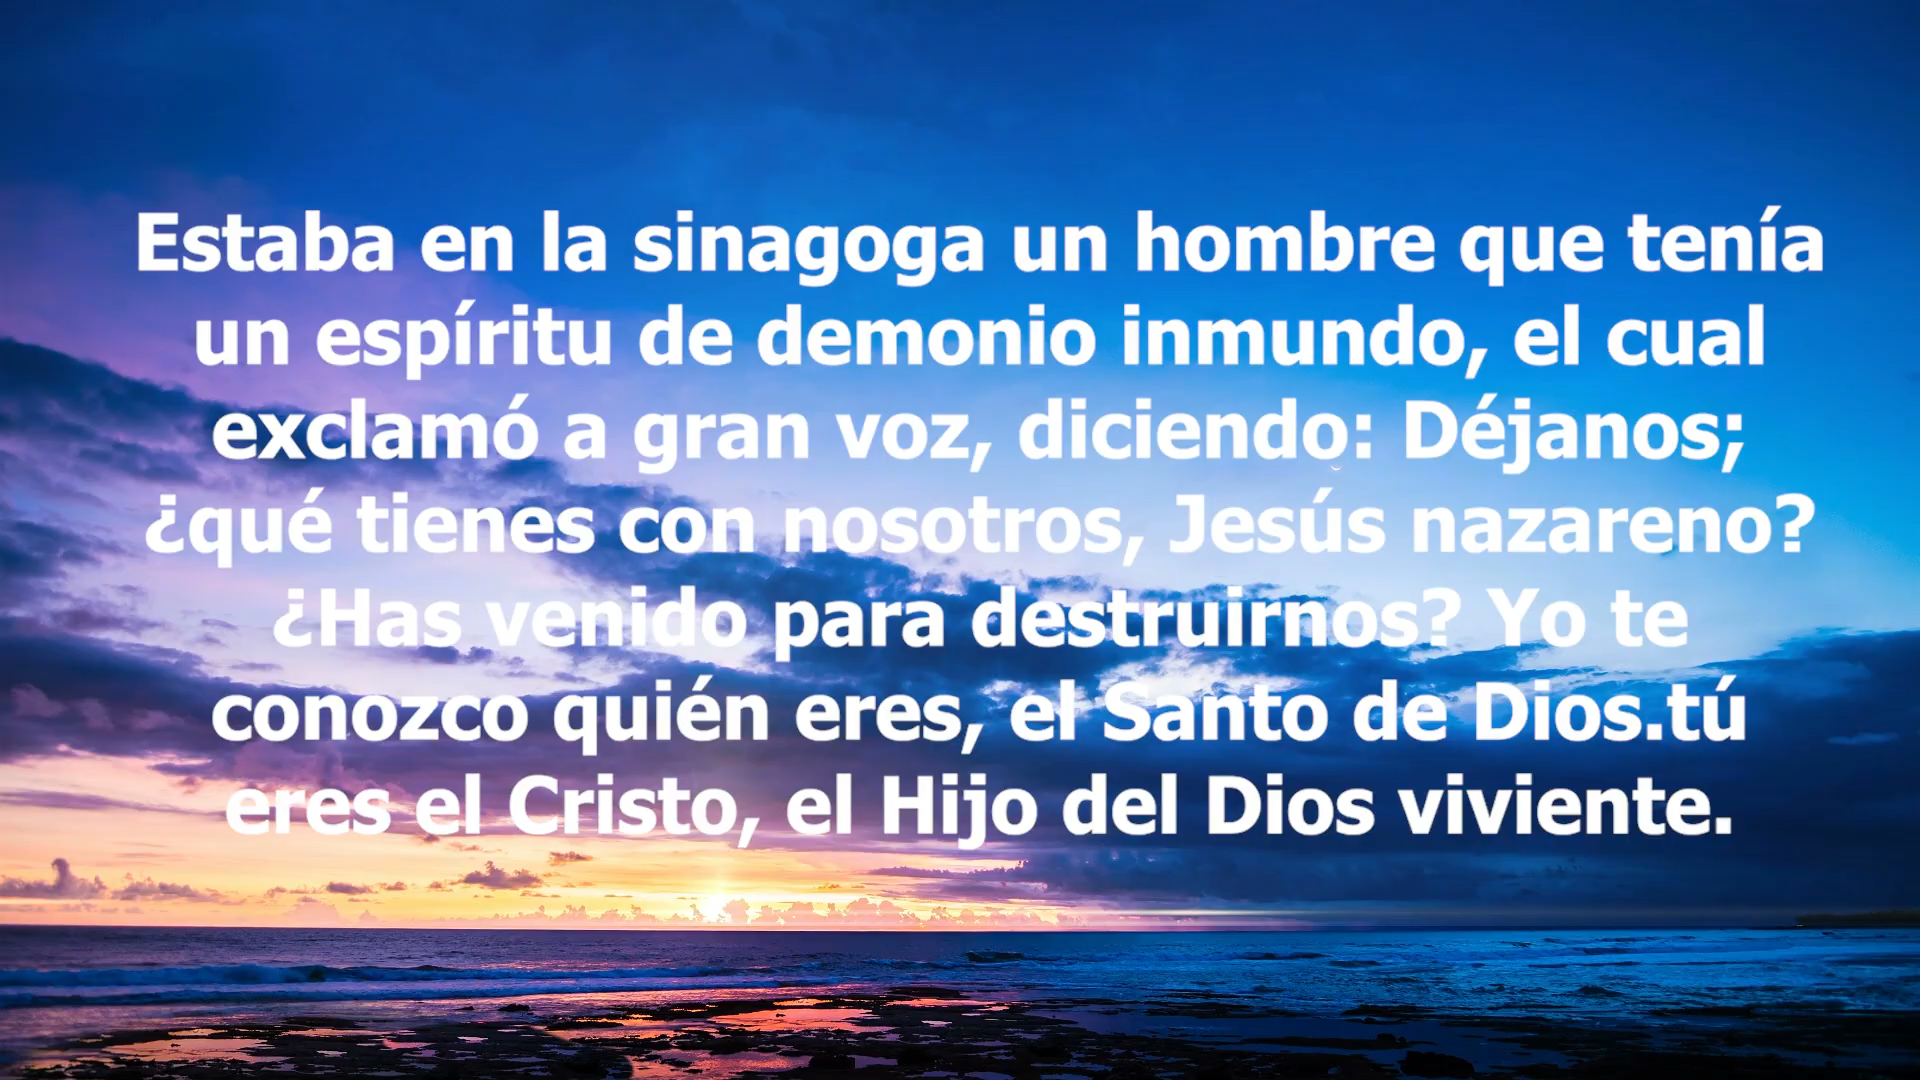 Estaba en la sinagoga un hombre que tenía
un espíritu de demonio inmundo, el cual
exclamó a gran voz, diciendo: Déjanos;
¿qué tienes con nosotros, Jesús nazareno?
¿Has venido para destruirnos? Yo te
conozco quién eres, el Santo de Dios.tú
eres el Cristo, el Hijo del Dios viviente.